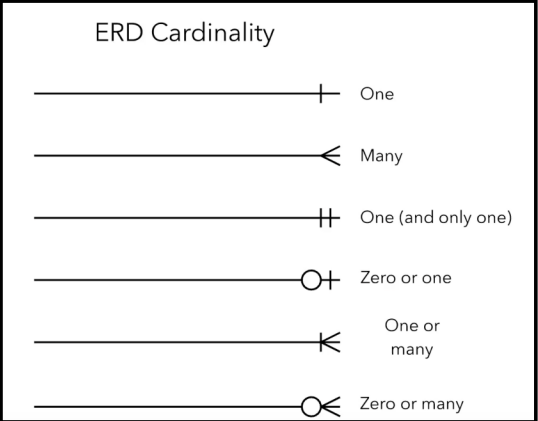 ERD Cardinality
One
Many
One (and only one)
Zero or one
One or
many
Zero or many